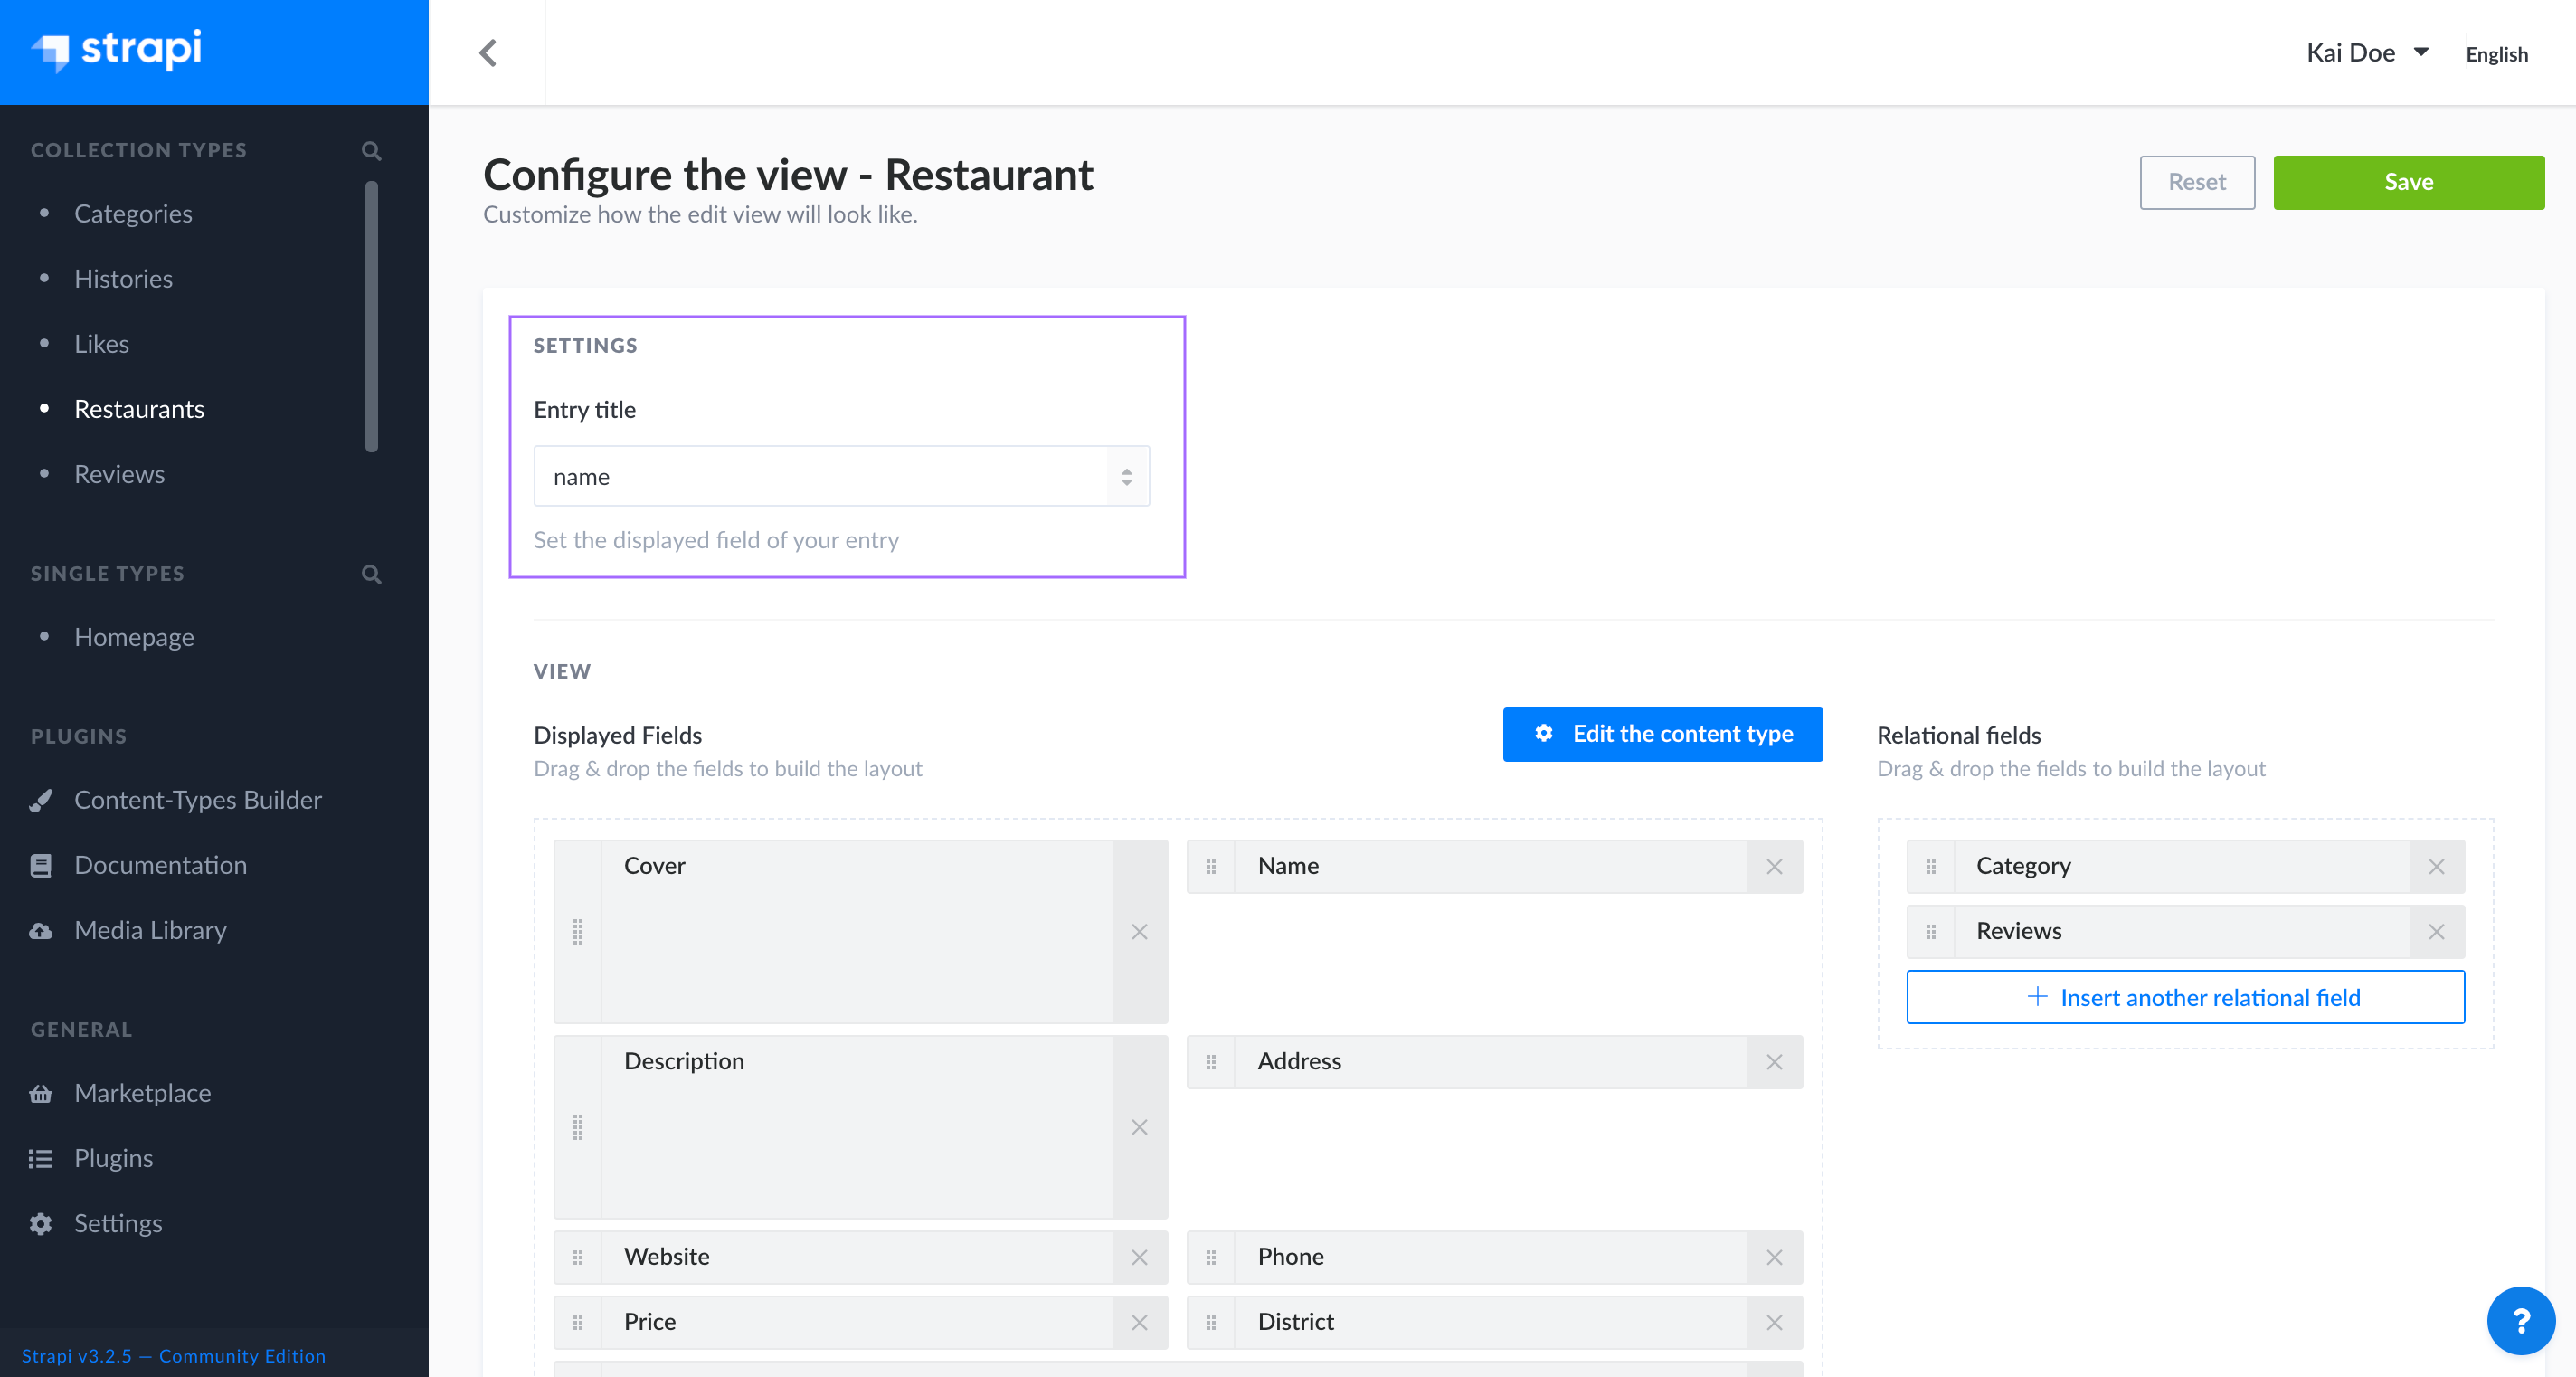 strapi
Kai Doe
English
COLLECTION TYPES
Categories
Histories
Likes
Restaurants
Reviews
SINGLE TYPES
Homepage
PLUGINS
Content-Types Builder
Documentation
Media Library
GENERAL
Marketplace
Plugins
Settings
Strapi v3.2.5 — Community Edition
Configure the view - Restaurant
Customize how the edit view will look like.
Reset
Save
SETTINGS
Entry title
name
Set the displayed field of your entry
VIEW
Displayed Fields
Drag & drop the fields to build the layout
Edit the content type
Relational fields
Drag & drop the fields to build the layout
Cover
Name
Description
Address
Website
Phone
Price
District
Category
Reviews
Insert another relational field
?